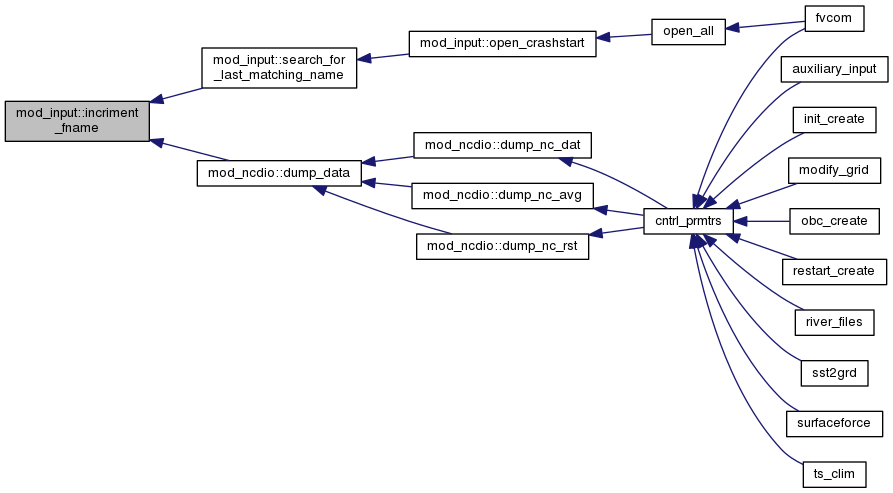 mod_input::incriment
_fname
mod_input::search_for
_last_matching_name
mod_input::open_crashstart
open_all
fvcom
mod_ncdio::dump_data
mod_ncdio::dump_nc_dat
mod_ncdio::dump_nc_avg
mod_ncdio::dump_nc_rst
cntrl_prmtrs
auxiliary_input
init_create
modify_grid
obc_create
restart_create
river_files
sst2grd
surfaceforce
ts_clim